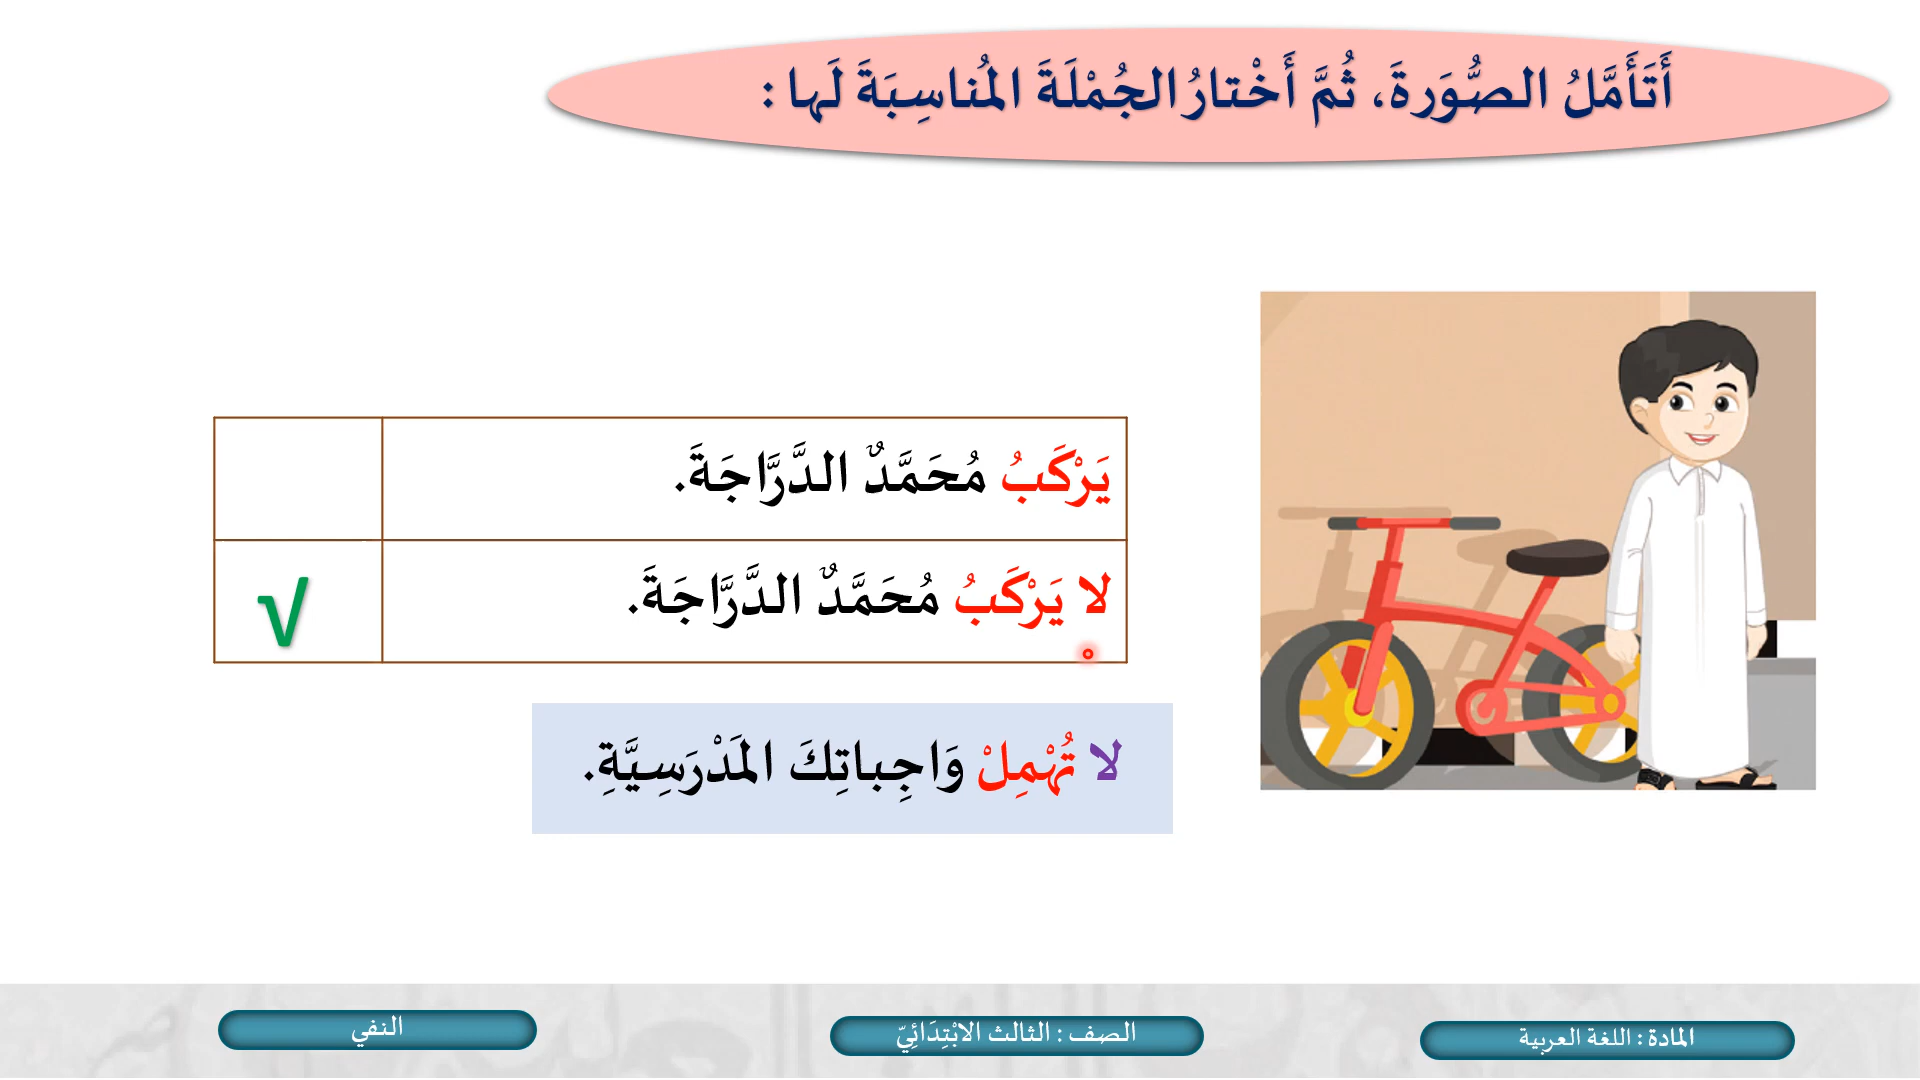 أَتَأَمَّلُ الصُّوَرةَ، ثُمَّ أَخْتارُ الجُمْلَةَ المُناسِبَةَ لَها :
يَرْكَبُ مُحَمَّدٌ الدَّرَّاجَةَ.
لا يَرْكَبُ مُحَمَّدٌ الدَّرَّاجَةَ.
√
لا تُهْمِلْ وَاجِباتِكَ المَدْرَسِيَّةِ.
المادة : اللغة العربية
الصف : الثالث الابْتِدَائِيّ
النفي